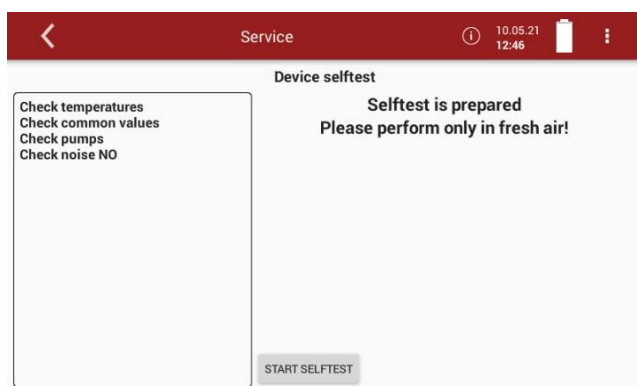 Service
10.05.21
12:46
Device selftest
Check temperatures
Check common values
Check pumps
Check noise NO
Selftest is prepared
Please perform only in fresh air!
START SELFTEST